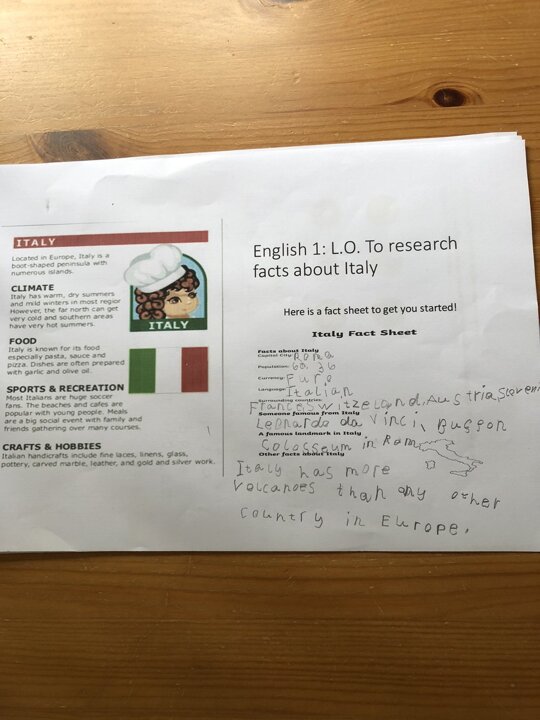 ITALY
Located in Europe, Italy is a
boot-shaped peninsula with
numerous islands.
CLIMATE
Italy has warm, dry summers
and mild winters in most region
However, the far north can get
very cold and southern areas
have very hot summers.
FOOD
Italy is known for its food
especially pasta, sauce and
pizza. Dishes are often prepared
with garlic and olive oil.
SPORTS & RECREATION
Most Italians are huge soccer
fans. The beaches and cafes are
popular with young people. Meals
are a big social event with family and
friends gathering over many courses.
CRAFTS & HOBBIES
Italian handcrafts include fine laces, linens, glass,
pottery, carved marble, leather, and gold and silver work.
ITALY
English 1: L.O. To research
facts about Italy
Here is a fact sheet to get you started!
Italy Fact Sheet
Facts about Italy
Capital City: Roma
Population: 60, 36
Currency: Euro
Language: Italian
Surrounding countries:
France, Switzeland, Austria, Sloveni
Someone famous from Italy
Leonardo da Vinci, Buffon
A famous landmark in Italy
Colosseum in Rom
Other facts about Italy
Italy has more
volcanoes than any other
country in Europe.